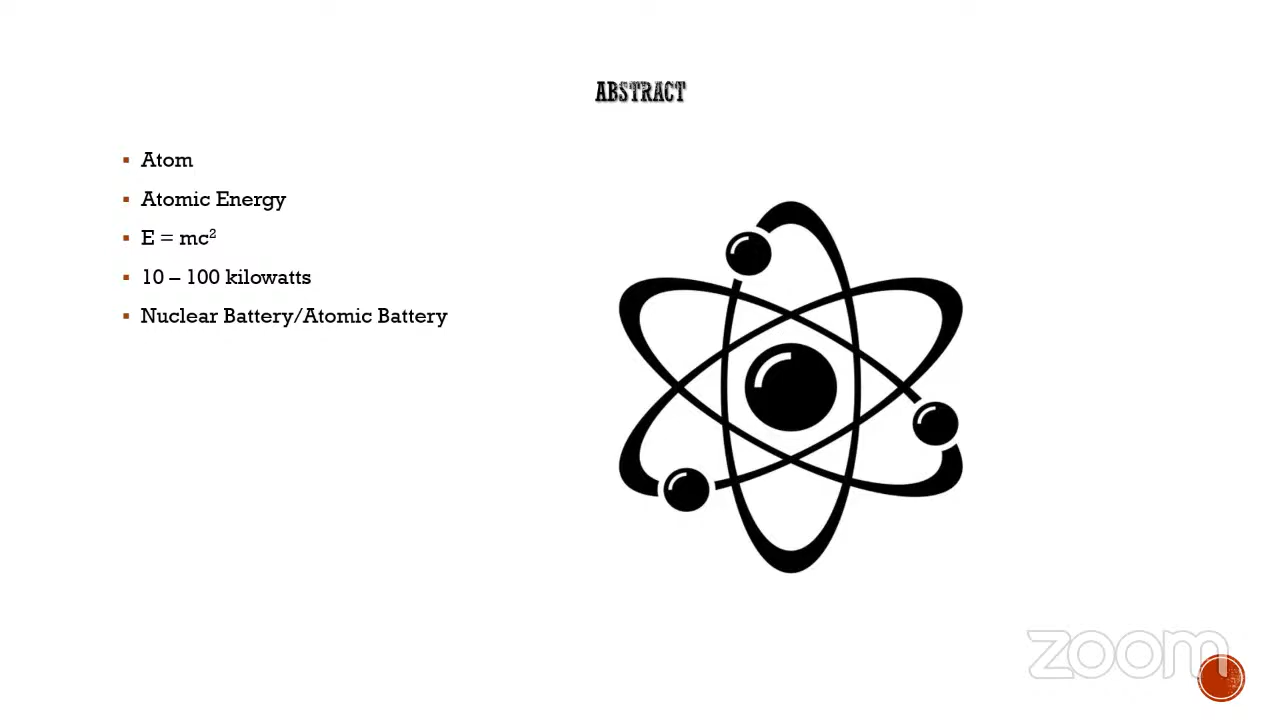 ABSTRACT
Atom
Atomic Energy
E = mc²
10 – 100 kilowatts
Nuclear Battery/Atomic Battery
zoom